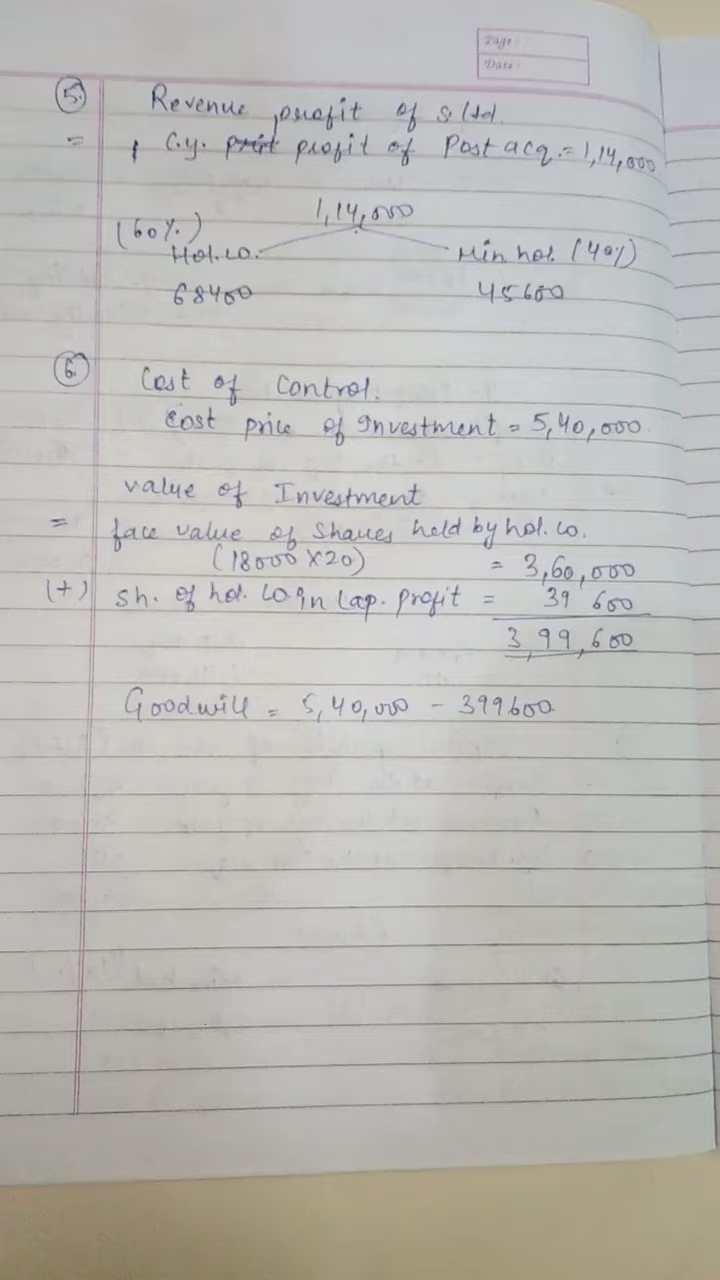 Page:
Date:
5. Revenue profit of S ltd.
= C.y. profit of Post acq. = 1,14,000
1,14,000
(60%)
Hol. co. Min hol. (40%)
68400 45600
6. Cost of Control.
Cost price of Investment = 5,40,000.
value of Investment
= face value of Shares held by hol. co.
(18000 X 20) = 3,60,000
(+) Sh. of hol. co. in Cap. profit = 39 600
3,99,600
Goodwill = 5,40,000 - 399600